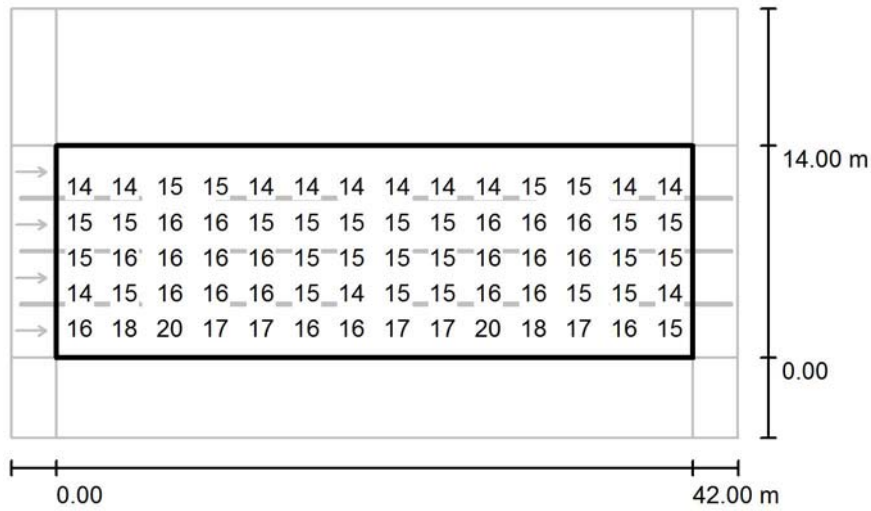 14.00 m
14 14 15 15 14 14 14 14 14 14 15 15 14 14
15 15 16 16 15 15 15 15 15 16 16 16 15 15
15 16 16 16 16 15 15 15 15 16 16 16 15 15
14 15 16 16 16 15 14 15 15 16 16 15 15 14
16 18 20 17 17 16 16 17 17 20 18 17 16 15
0.00
0.00 42.00 m